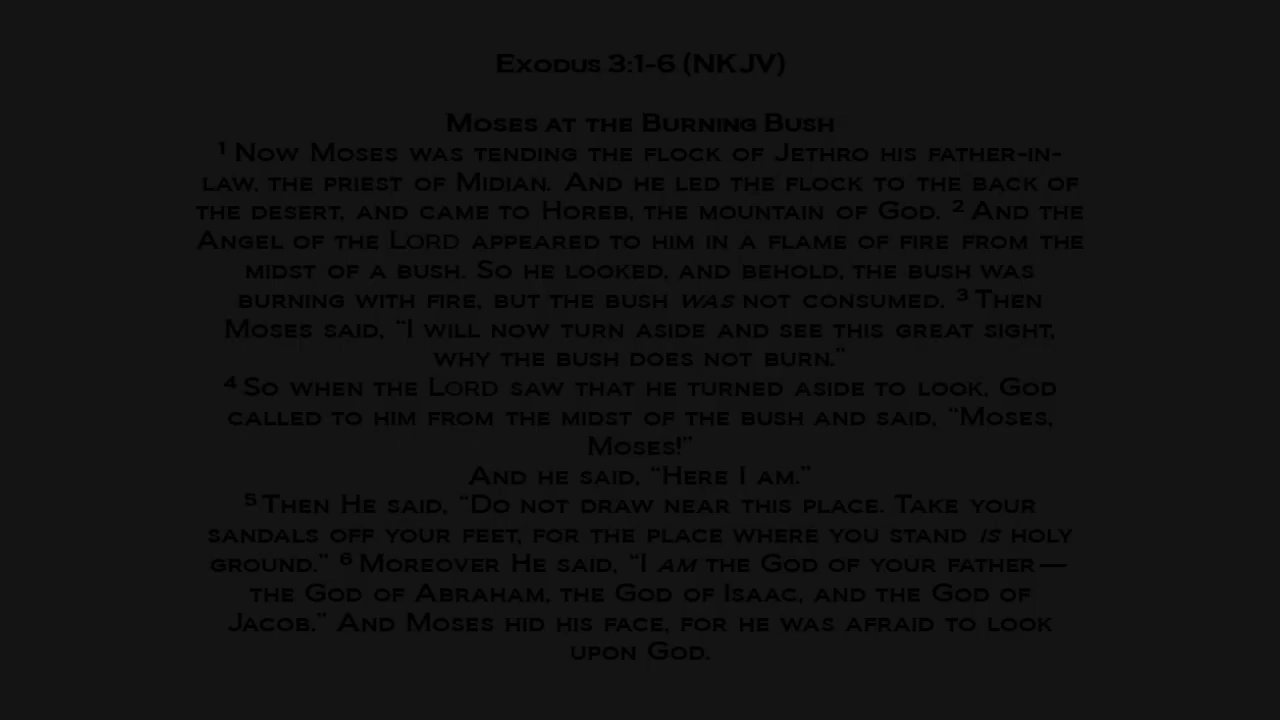 Exodus 3:1-6 (NKJV)
Moses at the Burning Bush
1 Now Moses was tending the flock of Jethro his father-in-
law, the priest of Midian. And he led the flock to the back of
the desert, and came to Horeb, the mountain of God. 2 And the
Angel of the Lord appeared to him in a flame of fire from the
midst of a bush. So he looked, and behold, the bush was
burning with fire, but the bush was not consumed. 3 Then
Moses said, “I will now turn aside and see this great sight,
why the bush does not burn.”
4 So when the Lord saw that he turned aside to look, God
called to him from the midst of the bush and said, “Moses,
Moses!”
And he said, “Here I am.”
5 Then He said, “Do not draw near this place. Take your
sandals off your feet, for the place where you stand is holy
ground.” 6 Moreover He said, “I am the God of your father—
the God of Abraham, the God of Isaac, and the God of
Jacob.” And Moses hid his face, for he was afraid to look
upon God.